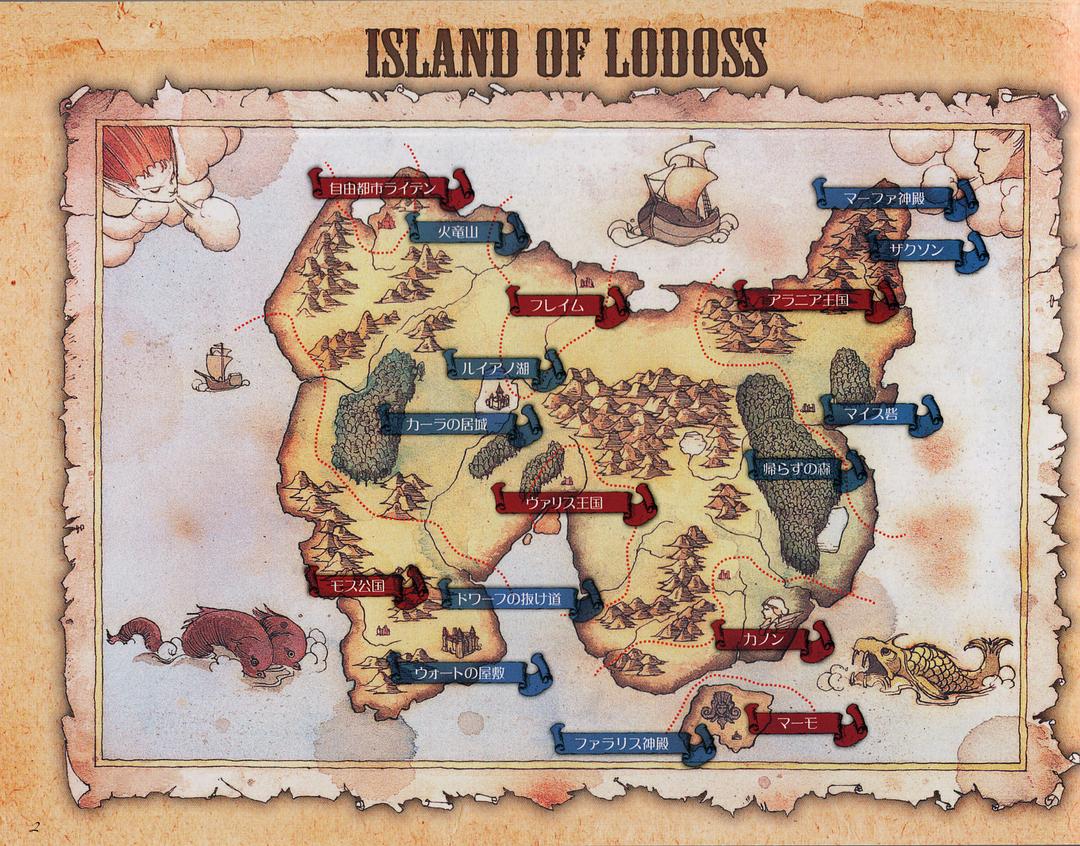 ISLAND OF LODOSS
自由都市ライデン
マーファ神殿
火竜山
ザクソン
フレイム
アラニア王国
ルイアノ湖
マイス砦
カーラの居城
帰らずの森
ヴァリス王国
モス公国
ドワーフの抜け道
カノン
ウォートの屋敷
マーモ
ファラリス神殿
2